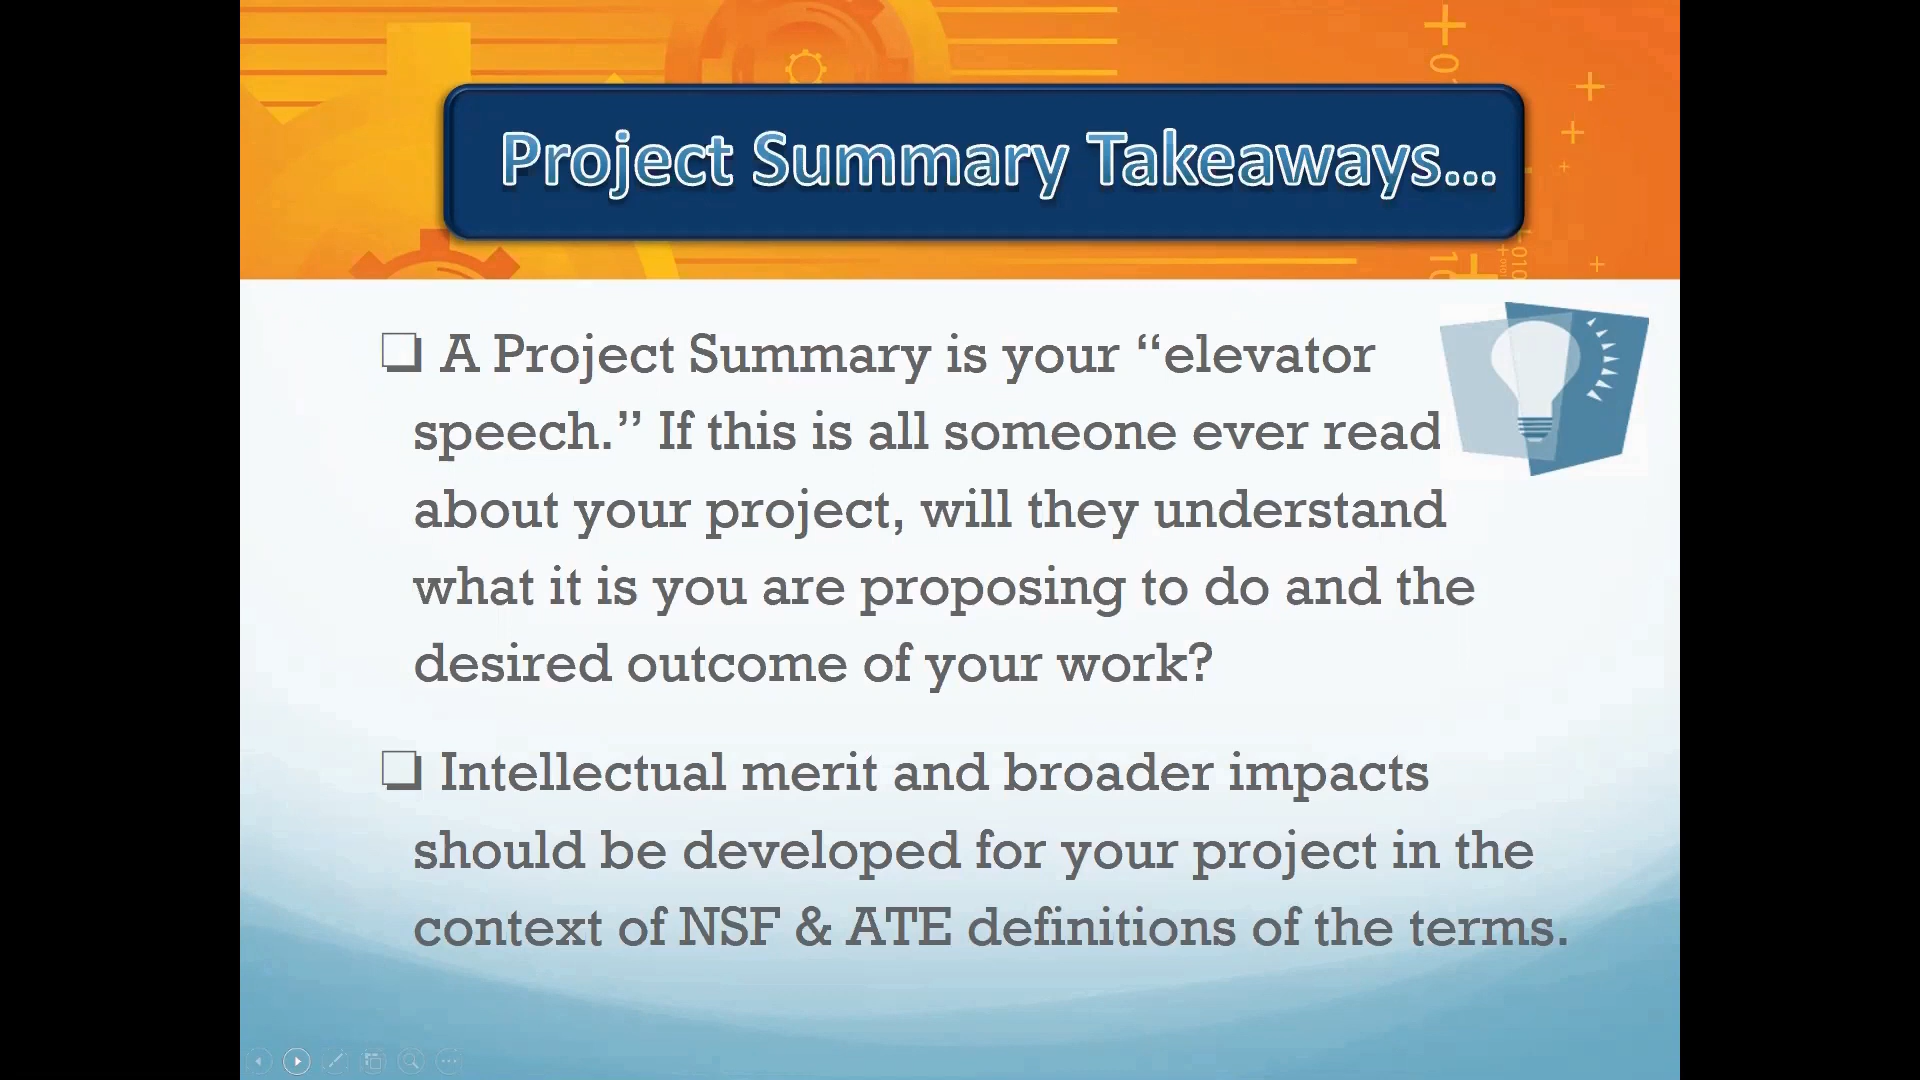 Project Summary Takeaways...
❑ A Project Summary is your “elevator
speech.” If this is all someone ever read
about your project, will they understand
what it is you are proposing to do and the
desired outcome of your work?
❑ Intellectual merit and broader impacts
should be developed for your project in the
context of NSF & ATE definitions of the terms.